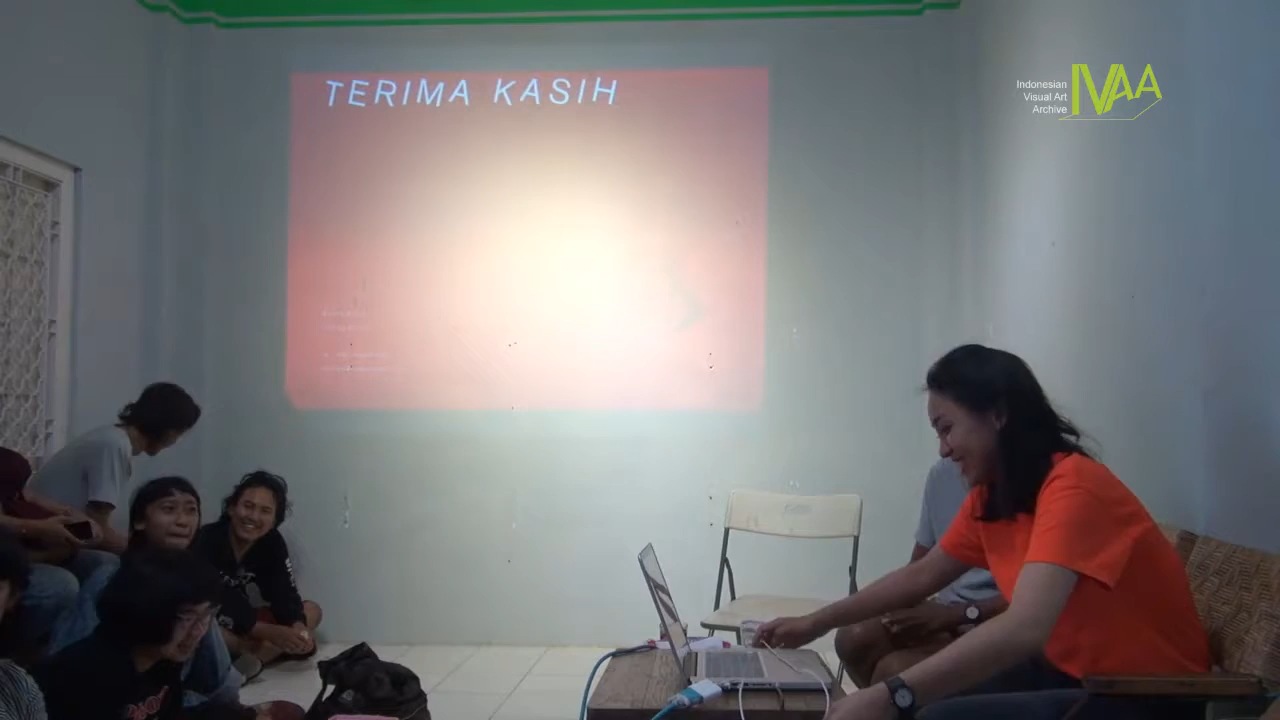 TERIMA KASIH
Indonesian
Visual Art
Archive
IVAA